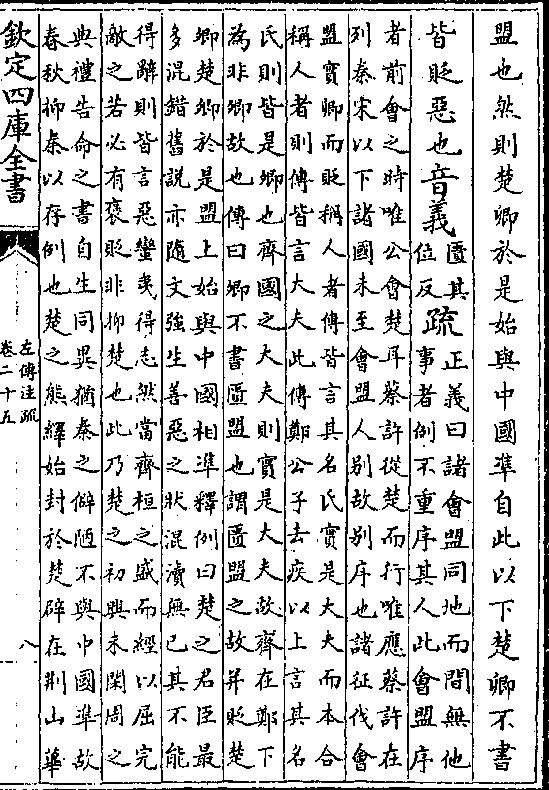 盟也然則楚卿於是始與中國準自此以下楚卿不書
皆貶惡也音義匱其
位反疏正義曰諸會盟同地而間無他
事者例不重序其人此會盟序
者前會之時唯公會楚耳蔡許從楚而行唯應蔡許在
列秦宋以下諸國未至會盟人別故別序也諸征伐會
盟實卿而貶稱人者傳皆言其名氏實是大夫而本合
稱人者則傳皆言大夫此傳鄭公子去疾以上言其名
氏則皆是卿也齊國之大夫則實是大夫故齊在鄭下
為非卿故也傳曰卿不書匱盟也謂匱盟之故并貶楚
卿楚卿於是盟上始與中國相準釋例曰楚之君臣最
多混錯舊說亦隨文強生善惡之狀混瀆無已其不能
得辭則皆言惡蠻夷得志然當齊桓之盛而經以屈完
敵之若必有褒貶非抑楚也此乃楚之初興未閑周之
典禮告命之書自生同異猶秦之僻陋不與中國準故
春秋抑秦以存例也楚之熊繹始封於楚辟在荆山蓽
欽定四庫全書
左傳注疏
卷二十五
八